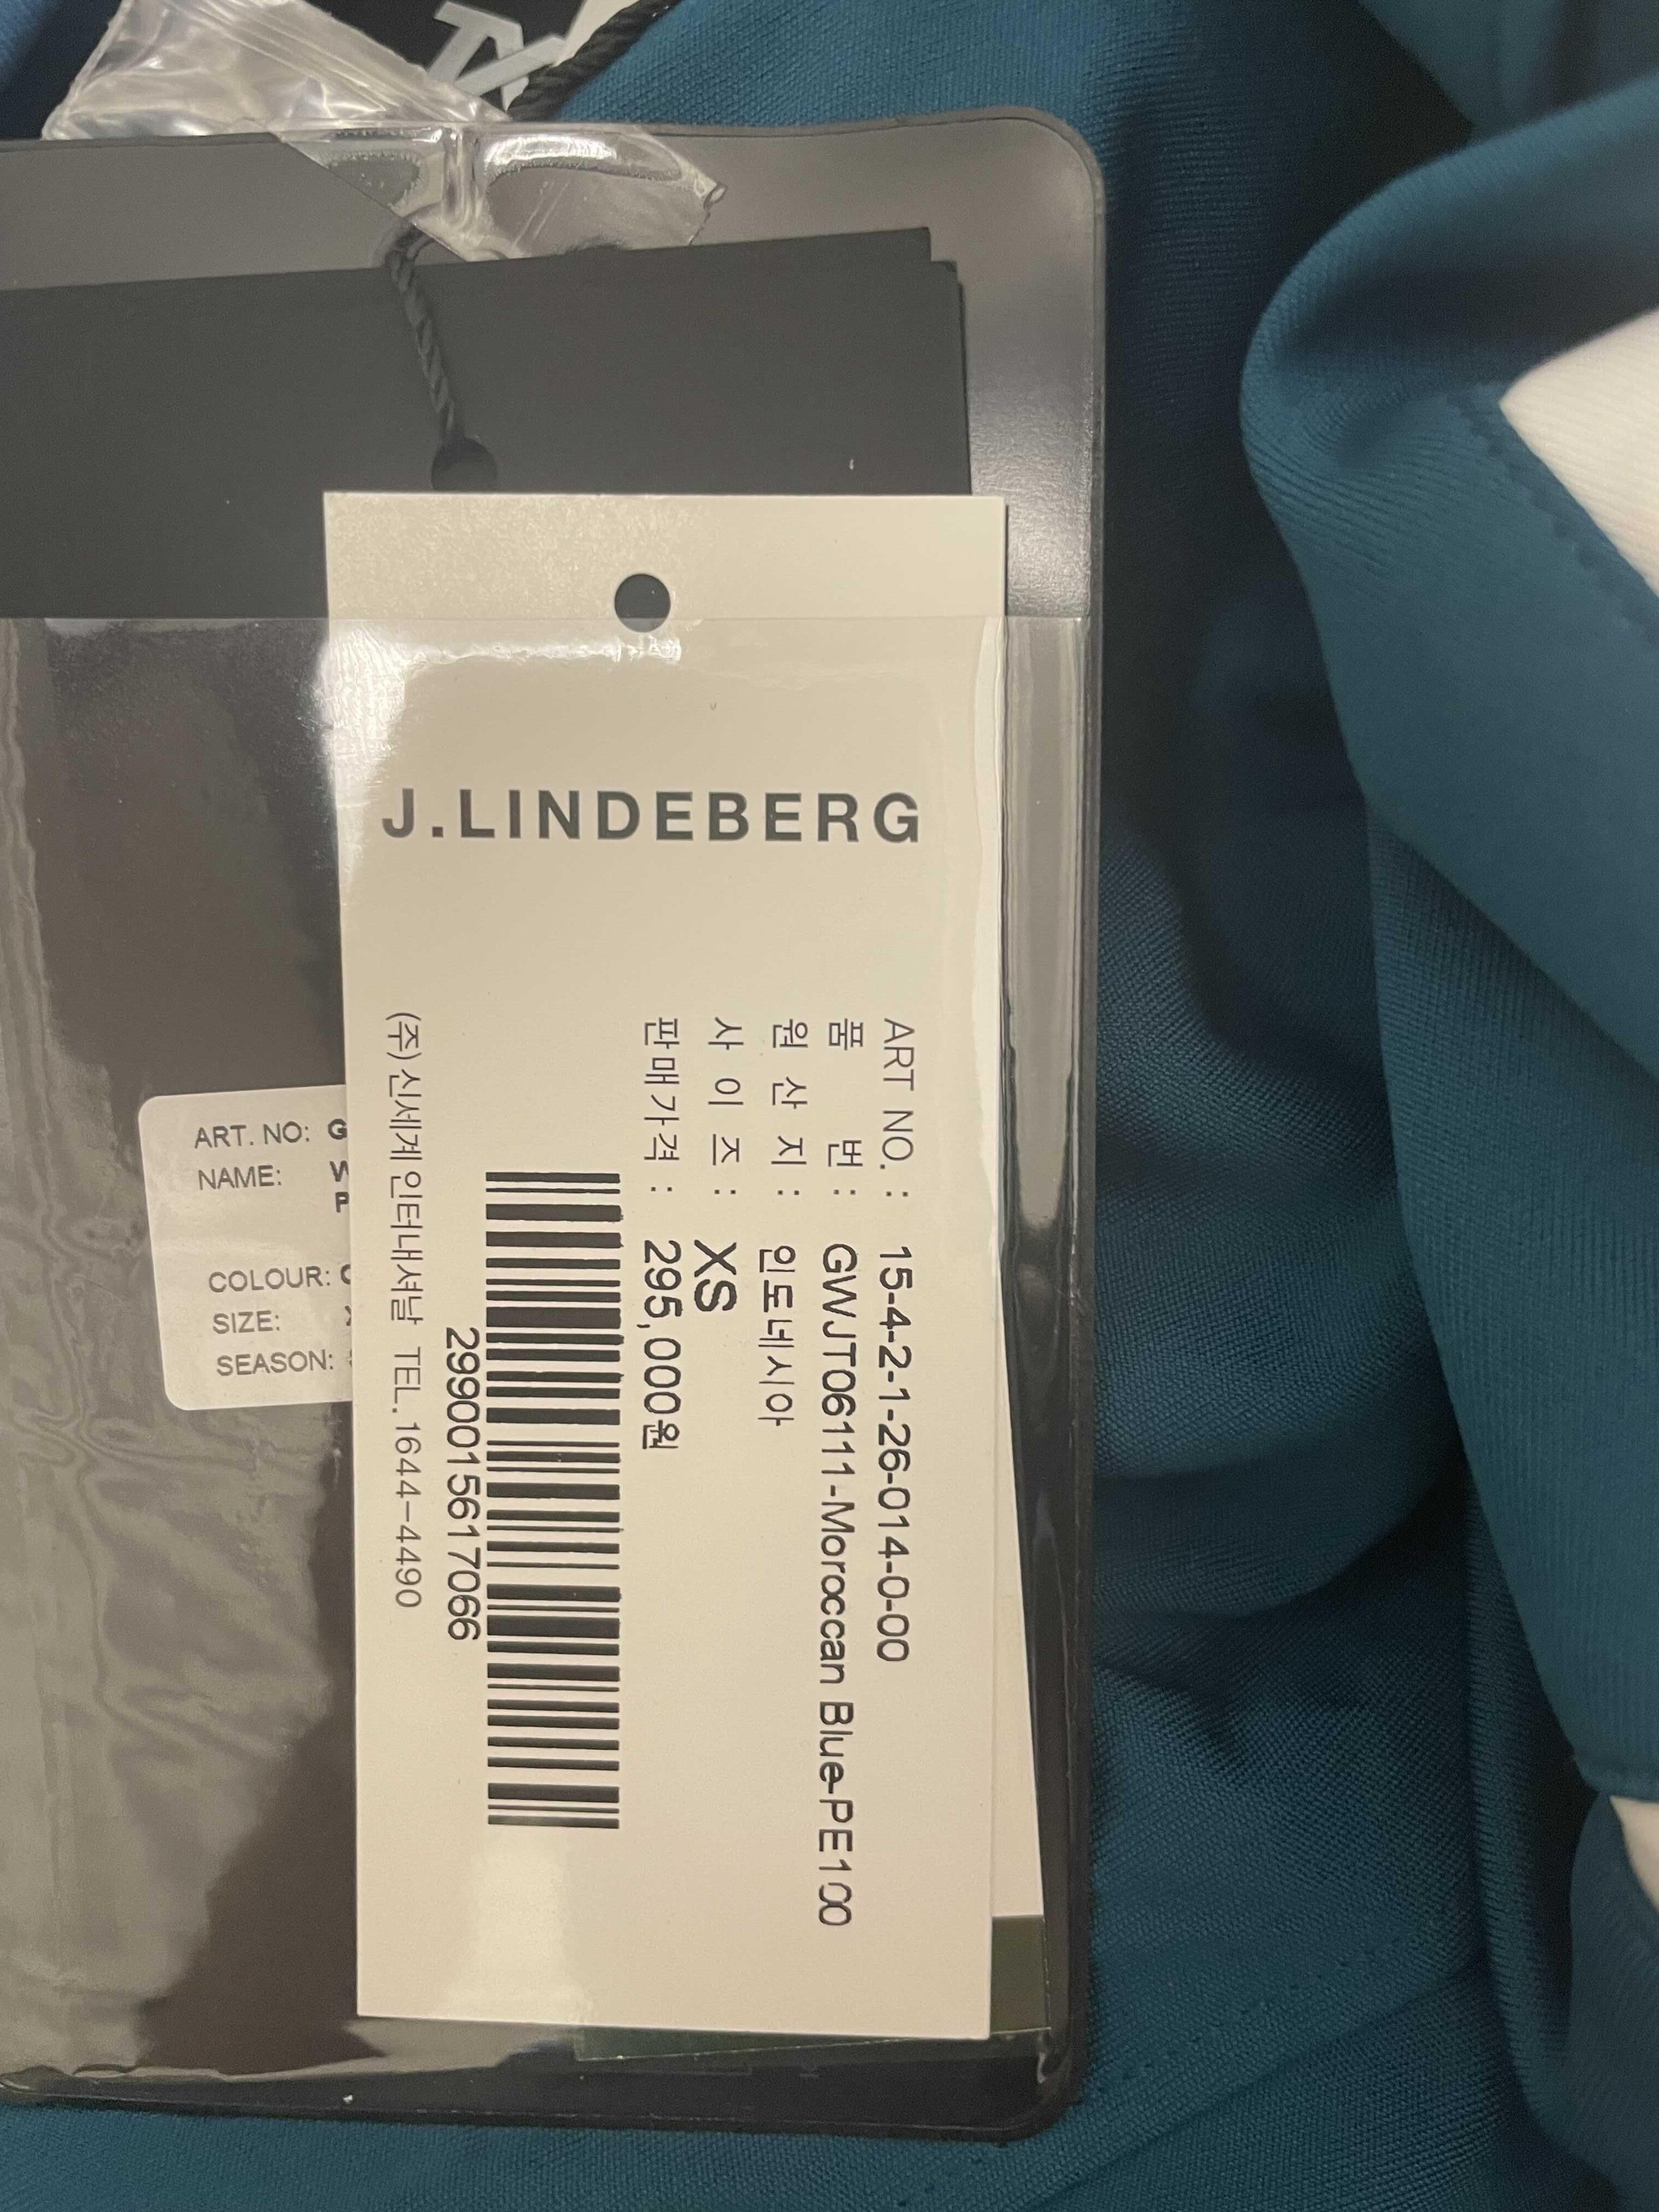 J.LINDEBERG
ART NO. : 15-4-2-1-26-014-0-00
품 번 : GWJT06111-Moroccan Blue-PE100
원 산 지 : 인도네시아
사 이 즈 : XS
판매가격 : 295,000원
2990015617066
(주)신세계인터내셔날 TEL. 1644-4490
ART. NO: G
NAME:
P
COLOUR:
SIZE:
SEASON: